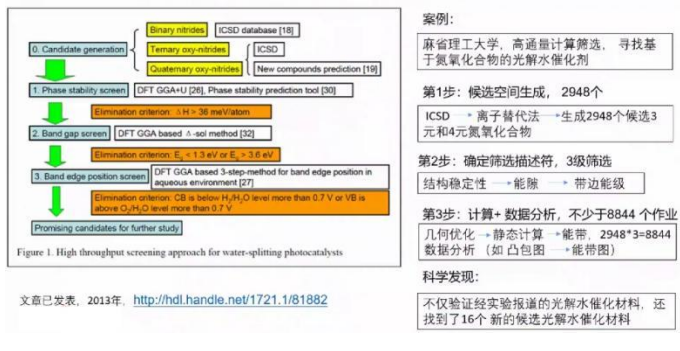 0. Candidate generation
Binary nitrides
ICSD database [18]
Ternary oxy-nitrides
ICSD
Quaternary oxy-nitrides
New compounds prediction [19]
1. Phase stability screen
DFT GGA+U [26], Phase stability prediction tool [30]
Elimination criterion: ΔH > 36 meV/atom
2. Band gap screen
DFT GGA based Δ-sol method [32]
Elimination criterion: Eg < 1.3 eV or Eg > 3.6 eV
3. Band edge position screen
DFT GGA based 3-step-method for band edge position in
aqueous environment [27]
Elimination criterion: CB is below H2/H2O level more than 0.7 V or VB is
above O2/H2O level more than 0.7 V
Promising candidates for further study
Figure 1. High throughput screening approach for water-splitting photocatalysts
文章已发表,2013年,http://hdl.handle.net/1721.1/81882
案例:
麻省理工大学,高通量计算筛选, 寻找基
于氮氧化合物的光解水催化剂
第1步:候选空间生成,2948个
ICSD → 离子替代法 → 生成2948个候选3
元和4元氮氧化合物
第2步:确定筛选描述符,3级筛选
结构稳定性 → 能隙 → 带边能级
第3步:计算+ 数据分析,不少于8844 个作业
几何优化 → 静态计算 → 能带, 2948*3=8844
数据分析 (如 凸包图 → 能带图)
科学发现:
不仅验证经实验报道的光解水催化材料,还
找到了16个 新的候选光解水催化材料